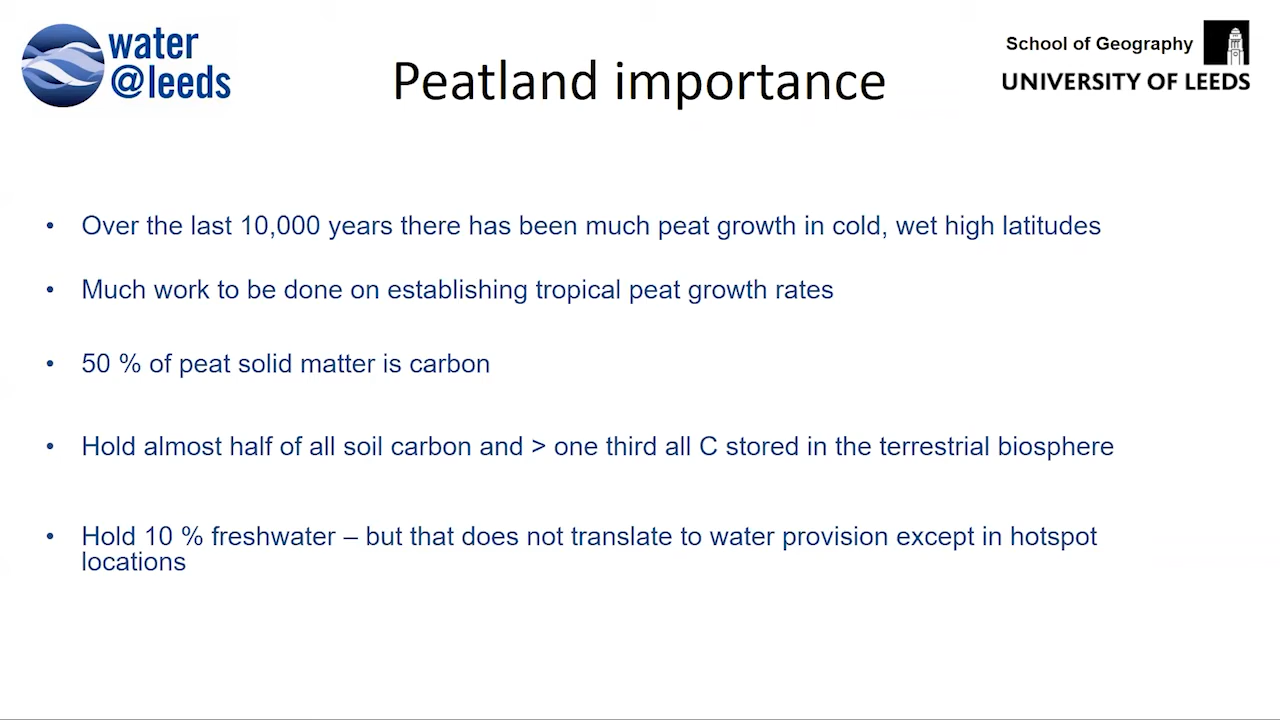 water
@leeds
Peatland importance
School of Geography
UNIVERSITY OF LEEDS
• Over the last 10,000 years there has been much peat growth in cold, wet high latitudes
• Much work to be done on establishing tropical peat growth rates
• 50 % of peat solid matter is carbon
• Hold almost half of all soil carbon and > one third all C stored in the terrestrial biosphere
• Hold 10 % freshwater – but that does not translate to water provision except in hotspot
locations